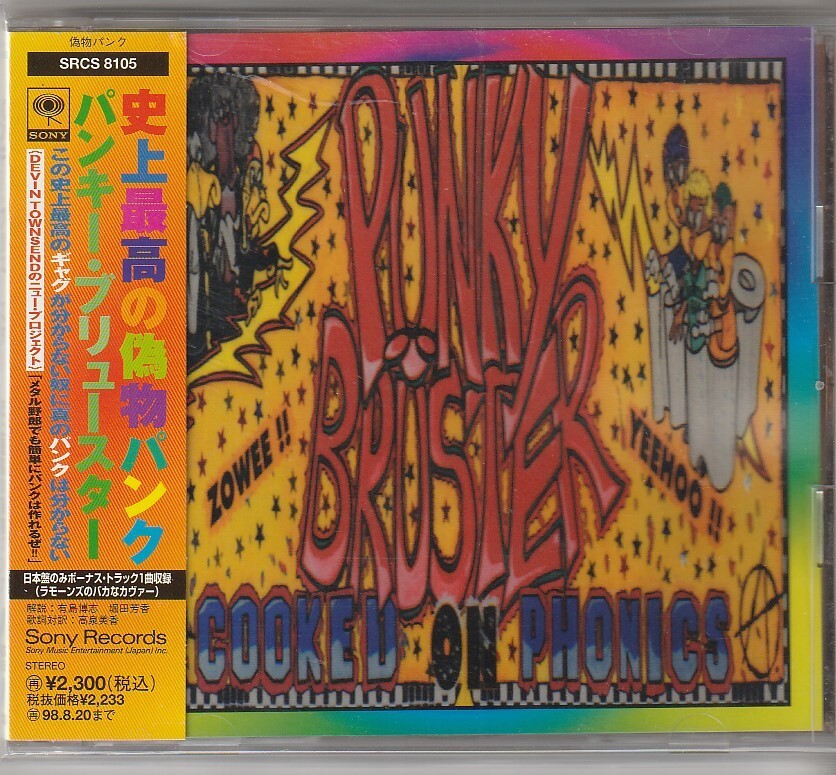 偽物パンク
SRCS 8105
SONY
史上最高の偽物パンク
パンキー・ブリュースター
この史上最高のギャグが分からない奴に真のパンクは分からない
(DEVIN TOWNSENDのニュー・プロジェクト)
「メタル野郎でも簡単にパンクは作れるぜ!!」
日本盤のみボーナス・トラック1曲収録
(ラモーンズのバカなカヴァー)
解説：有島博志 堀田芳香
歌詞対訳：高泉美香
Sony Records
Sony Music Entertainment (Japan) Inc.
STEREO
再 ¥2,300(税込)
税抜価格¥2,233
再 98.8.20まで
PUNKY
BRÜSTER
ZOWEE !!
YEEHOO !!
COOKED ON PHONICS